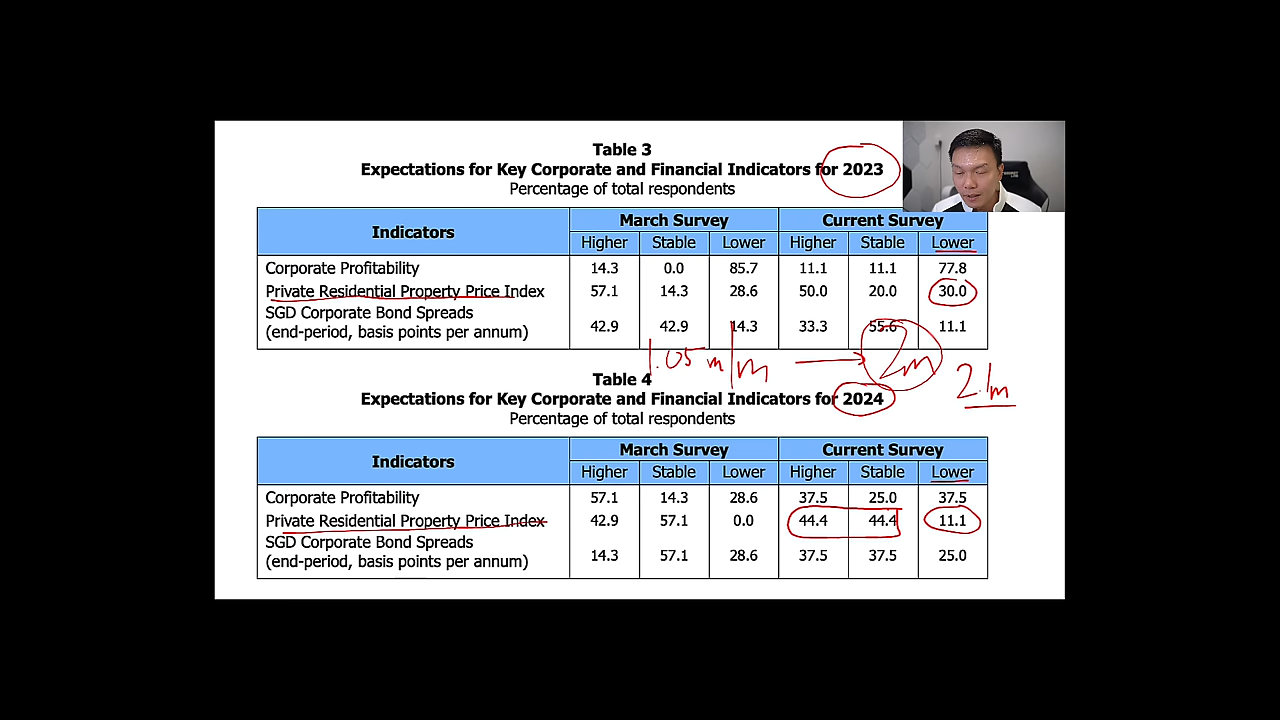 Table 3
Expectations for Key Corporate and Financial Indicators for 2023
Percentage of total respondents
Indicators March Survey Current Survey
Higher Stable Lower Higher Stable Lower
Corporate Profitability 14.3 0.0 85.7 11.1 11.1 77.8
Private Residential Property Price Index 57.1 14.3 28.6 50.0 20.0 30.0
SGD Corporate Bond Spreads
(end-period, basis points per annum) 42.9 42.9 14.3 33.3 55.6 11.1
1.05 m/m 2m
2.1m
Table 4
Expectations for Key Corporate and Financial Indicators for 2024
Percentage of total respondents
Indicators March Survey Current Survey
Higher Stable Lower Higher Stable Lower
Corporate Profitability 57.1 14.3 28.6 37.5 25.0 37.5
Private Residential Property Price Index 42.9 57.1 0.0 44.4 44.4 11.1
SGD Corporate Bond Spreads
(end-period, basis points per annum) 14.3 57.1 28.6 37.5 37.5 25.0